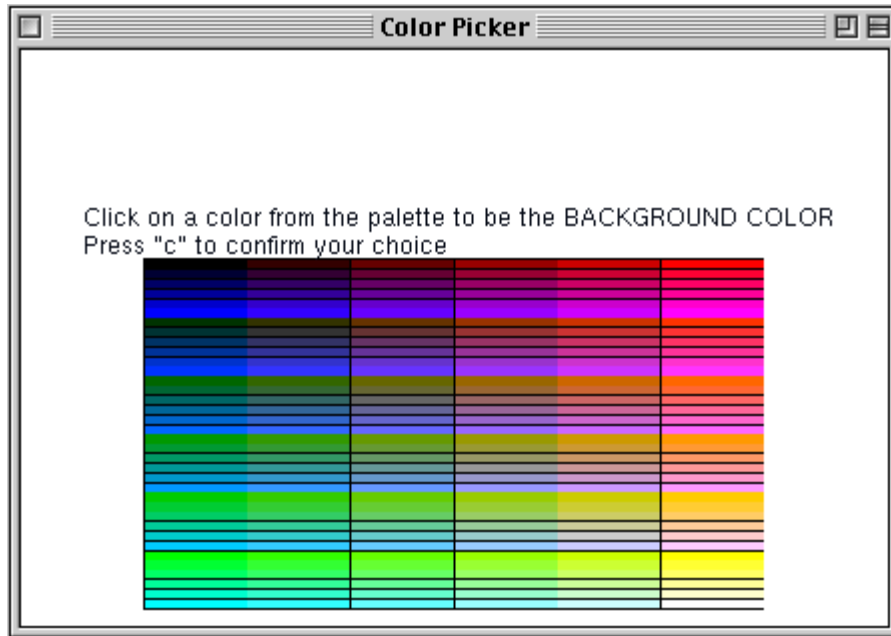 Color Picker
Click on a color from the palette to be the BACKGROUND COLOR
Press "c" to confirm your choice